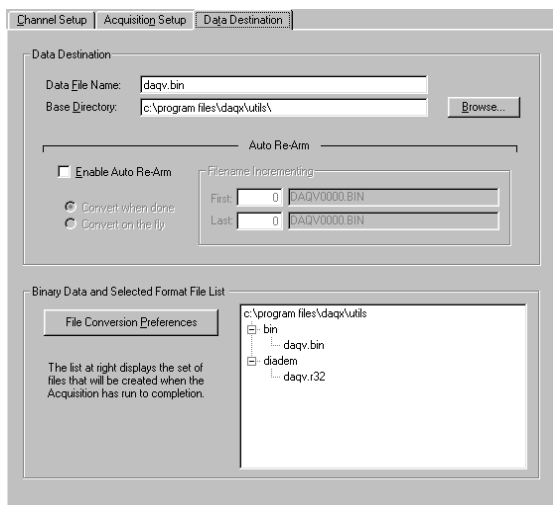 Channel Setup Acquisition Setup Data Destination
Data Destination
Data File Name: daqv.bin
Base Directory: c:\program files\daqx\utils\ Browse...
Auto Re-Arm
Enable Auto Re-Arm
Filename Incrementing
Convert when done
Convert on the fly
First: 0 DAQV0000.BIN
Last: 0 DAQV0000.BIN
Binary Data and Selected Format File List
File Conversion Preferences
The list at right displays the set of
files that will be created when the
Acquisition has run to completion.
c:\program files\daqx\utils
bin
daqv.bin
diadem
daqv.r32